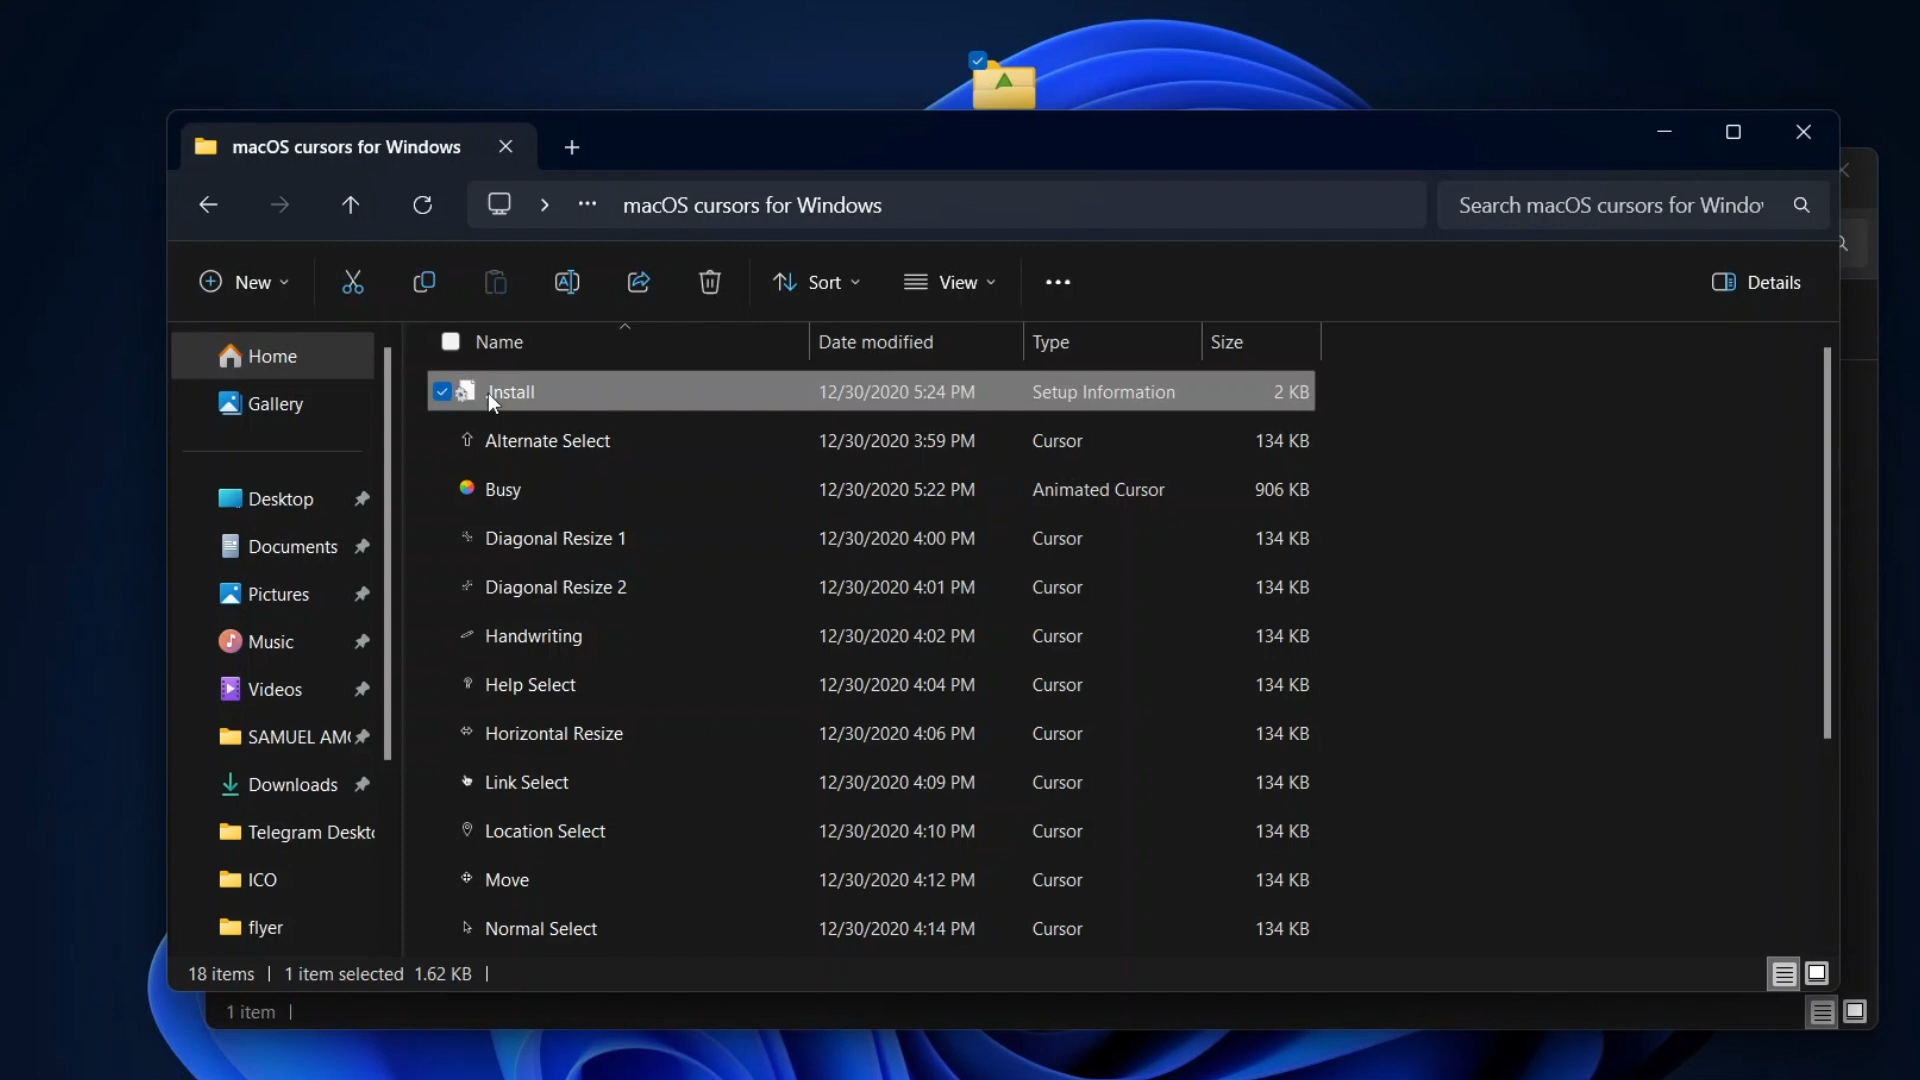 macOS cursors for Windows
macOS cursors for Windows
Search macOS cursors for Windo
New
Sort
View
Details
Name Date modified Type Size
Home
Gallery
Desktop
Documents
Pictures
Music
Videos
SAMUEL AM
Downloads
Telegram Deskt
ICO
flyer
.Install 12/30/2020 5:24 PM Setup Information 2 KB
Alternate Select 12/30/2020 3:59 PM Cursor 134 KB
Busy 12/30/2020 5:22 PM Animated Cursor 906 KB
Diagonal Resize 1 12/30/2020 4:00 PM Cursor 134 KB
Diagonal Resize 2 12/30/2020 4:01 PM Cursor 134 KB
Handwriting 12/30/2020 4:02 PM Cursor 134 KB
Help Select 12/30/2020 4:04 PM Cursor 134 KB
Horizontal Resize 12/30/2020 4:06 PM Cursor 134 KB
Link Select 12/30/2020 4:09 PM Cursor 134 KB
Location Select 12/30/2020 4:10 PM Cursor 134 KB
Move 12/30/2020 4:12 PM Cursor 134 KB
Normal Select 12/30/2020 4:14 PM Cursor 134 KB
18 items 1 item selected 1.62 KB
1 item